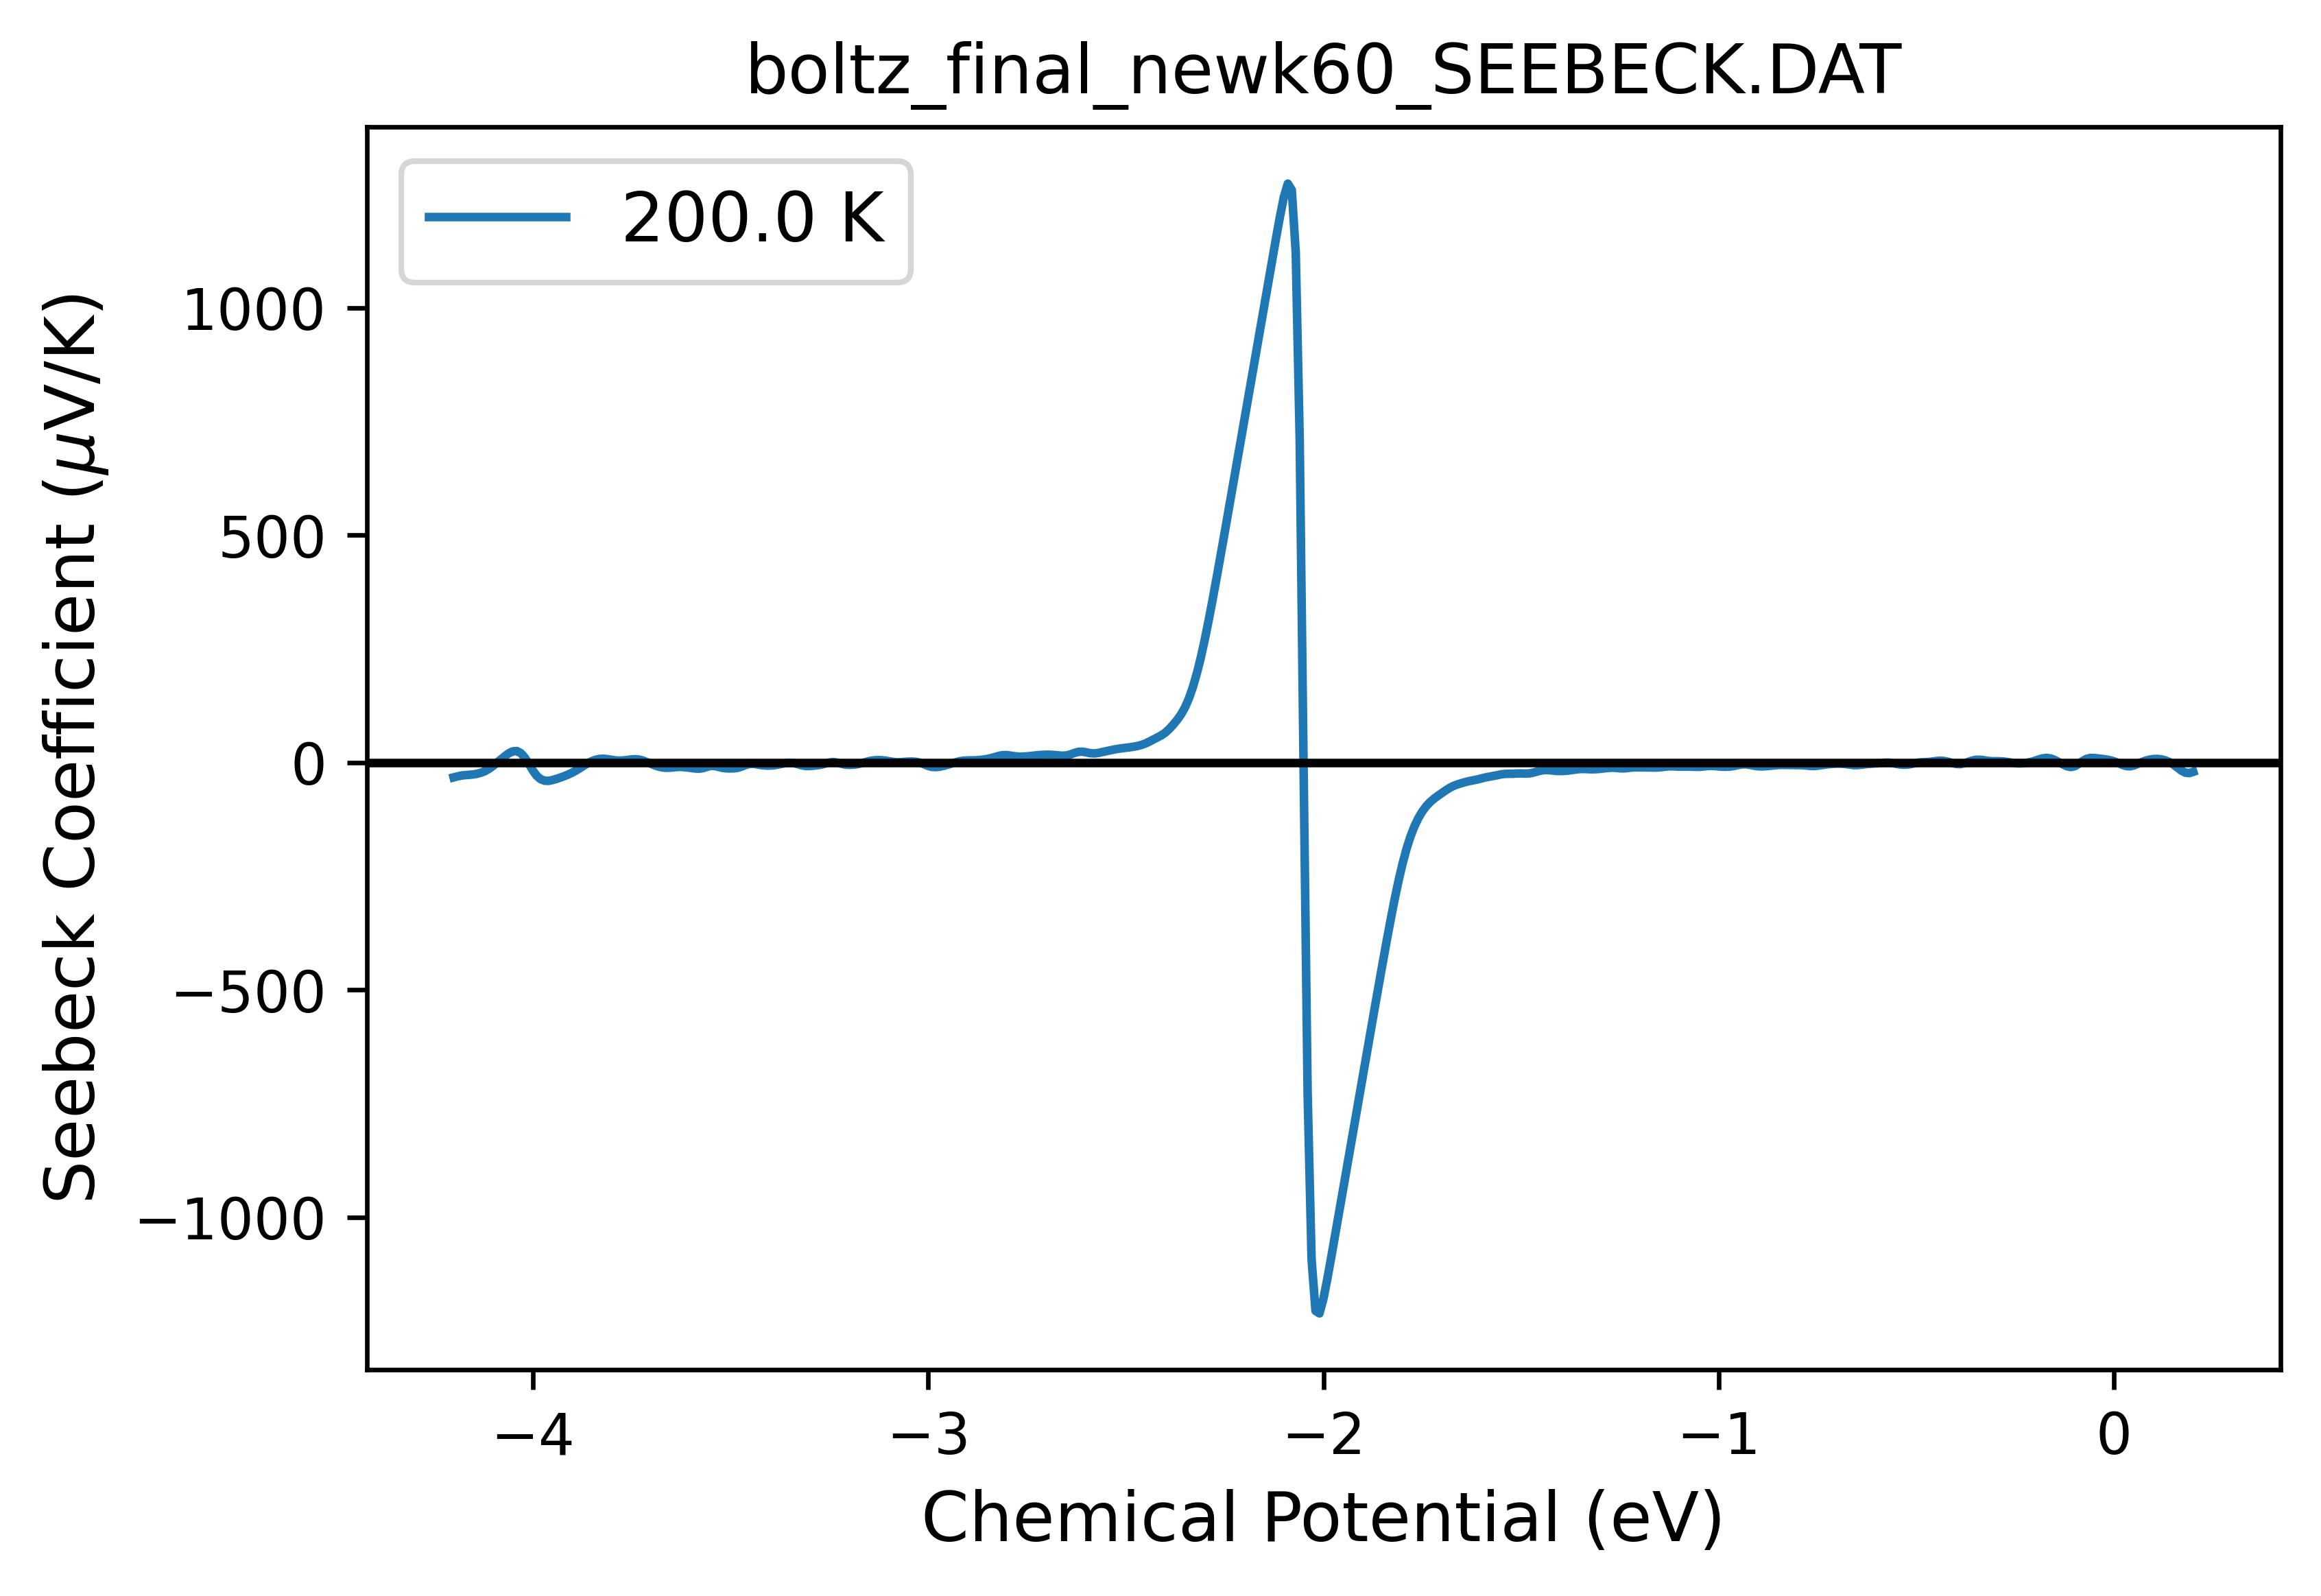 boltz_final_newk60_SEEBECK.DAT
200.0 K
Seebeck Coefficient (μV//K)
1000
500
0
−500
−1000
−4
−3
−2
−1
0
Chemical Potential (eV)